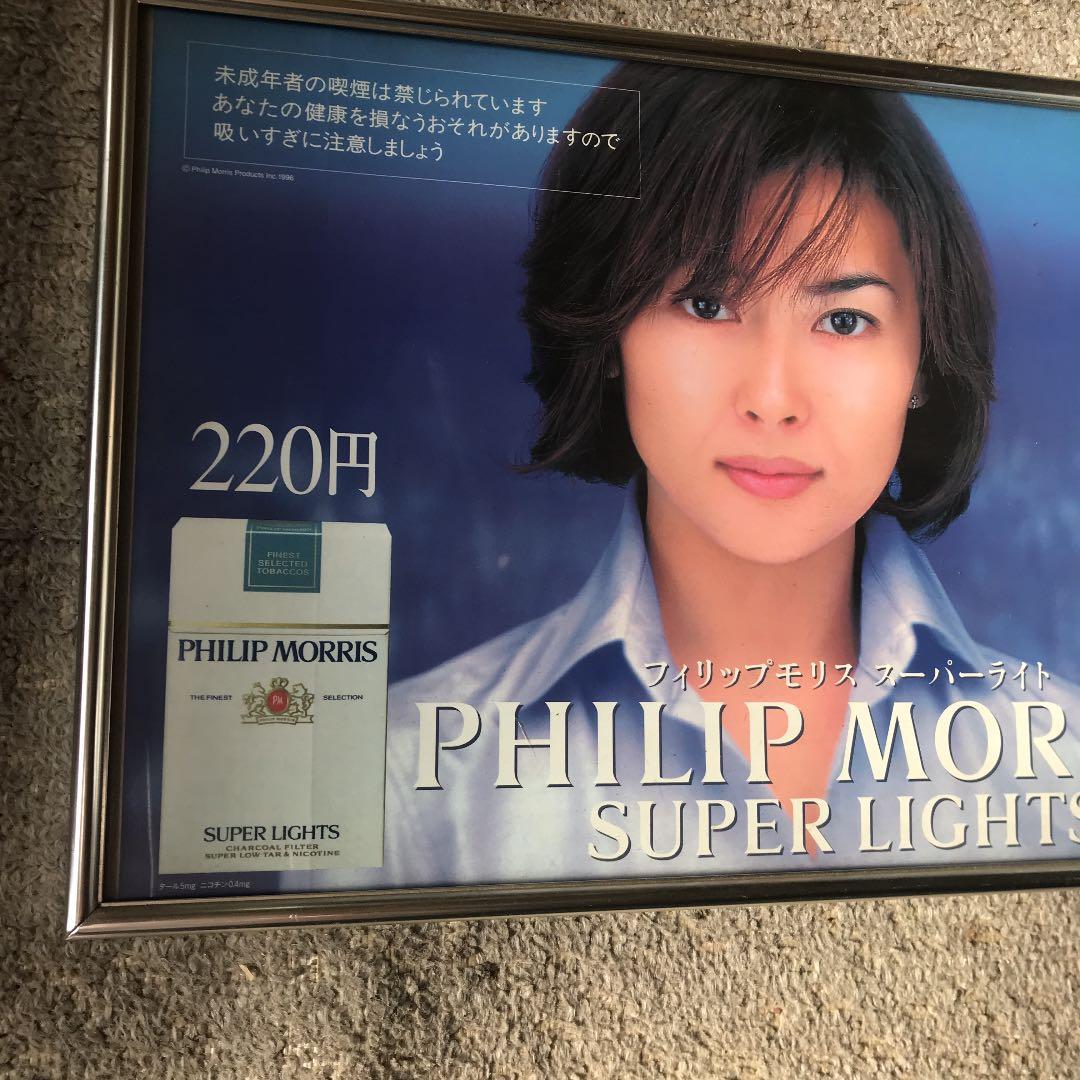 未成年者の喫煙は禁じられています
あなたの健康を損なうおそれがありますので
吸いすぎに注意しましょう
©Philip Morris Products Inc.1996
220円
FINEST
SELECTED
TOBACCOS
PHILIP MORRIS
THE FINEST
SELECTION
PM
PHILIP MORRIS
SUPER LIGHTS
CHARCOAL FILTER
SUPER LOW TAR & NICOTINE
タール5mg ニコチン0.4mg
フィリップモリス スーパーライト
PHILIP MOR
SUPER LIGHTS